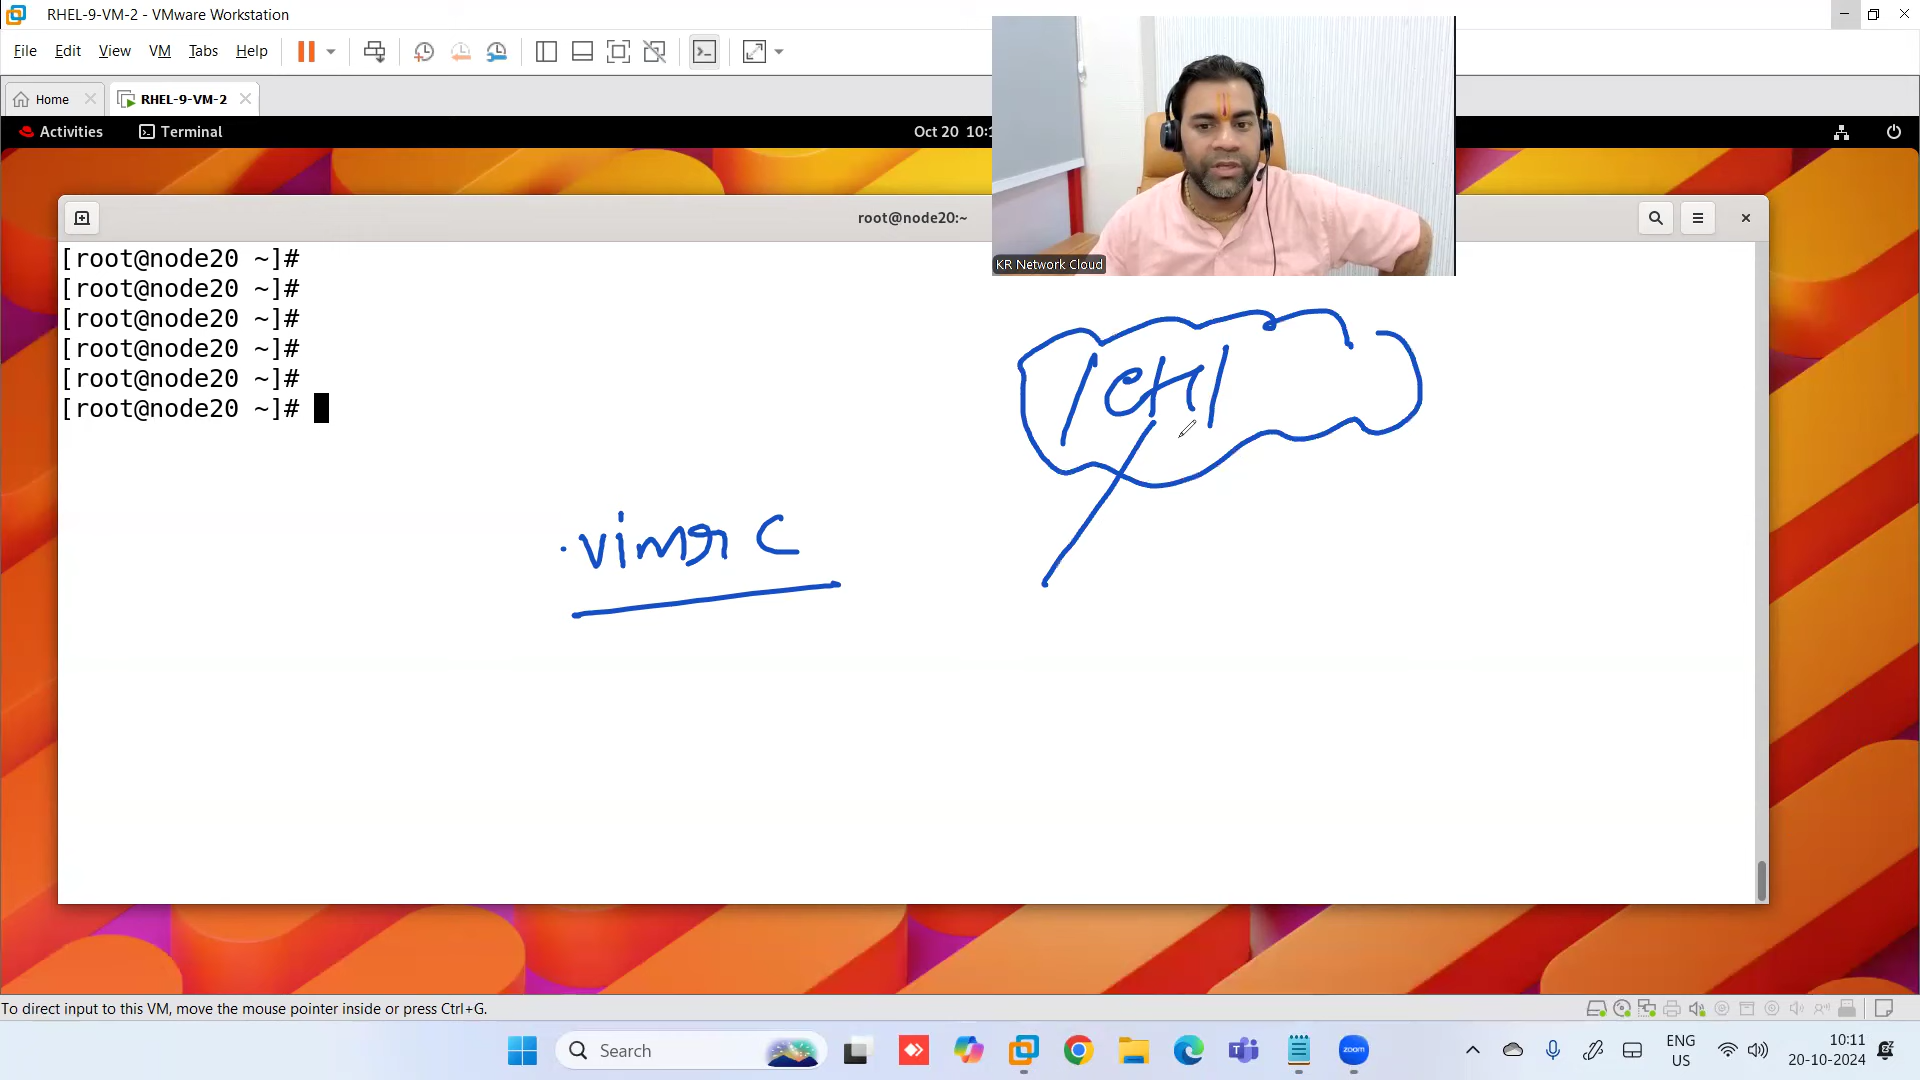 RHEL-9-VM-2 - VMware Workstation
File Edit View VM Tabs Help
Home RHEL-9-VM-2
Activities Terminal Oct 20 10:1
root@node20:~
KR Network Cloud
[root@node20 ~]#
[root@node20 ~]#
[root@node20 ~]#
[root@node20 ~]#
[root@node20 ~]#
[root@node20 ~]#
.vimrc
To direct input to this VM, move the mouse pointer inside or press Ctrl+G.
Search
zoom
ENG
US
10:11
20-10-2024